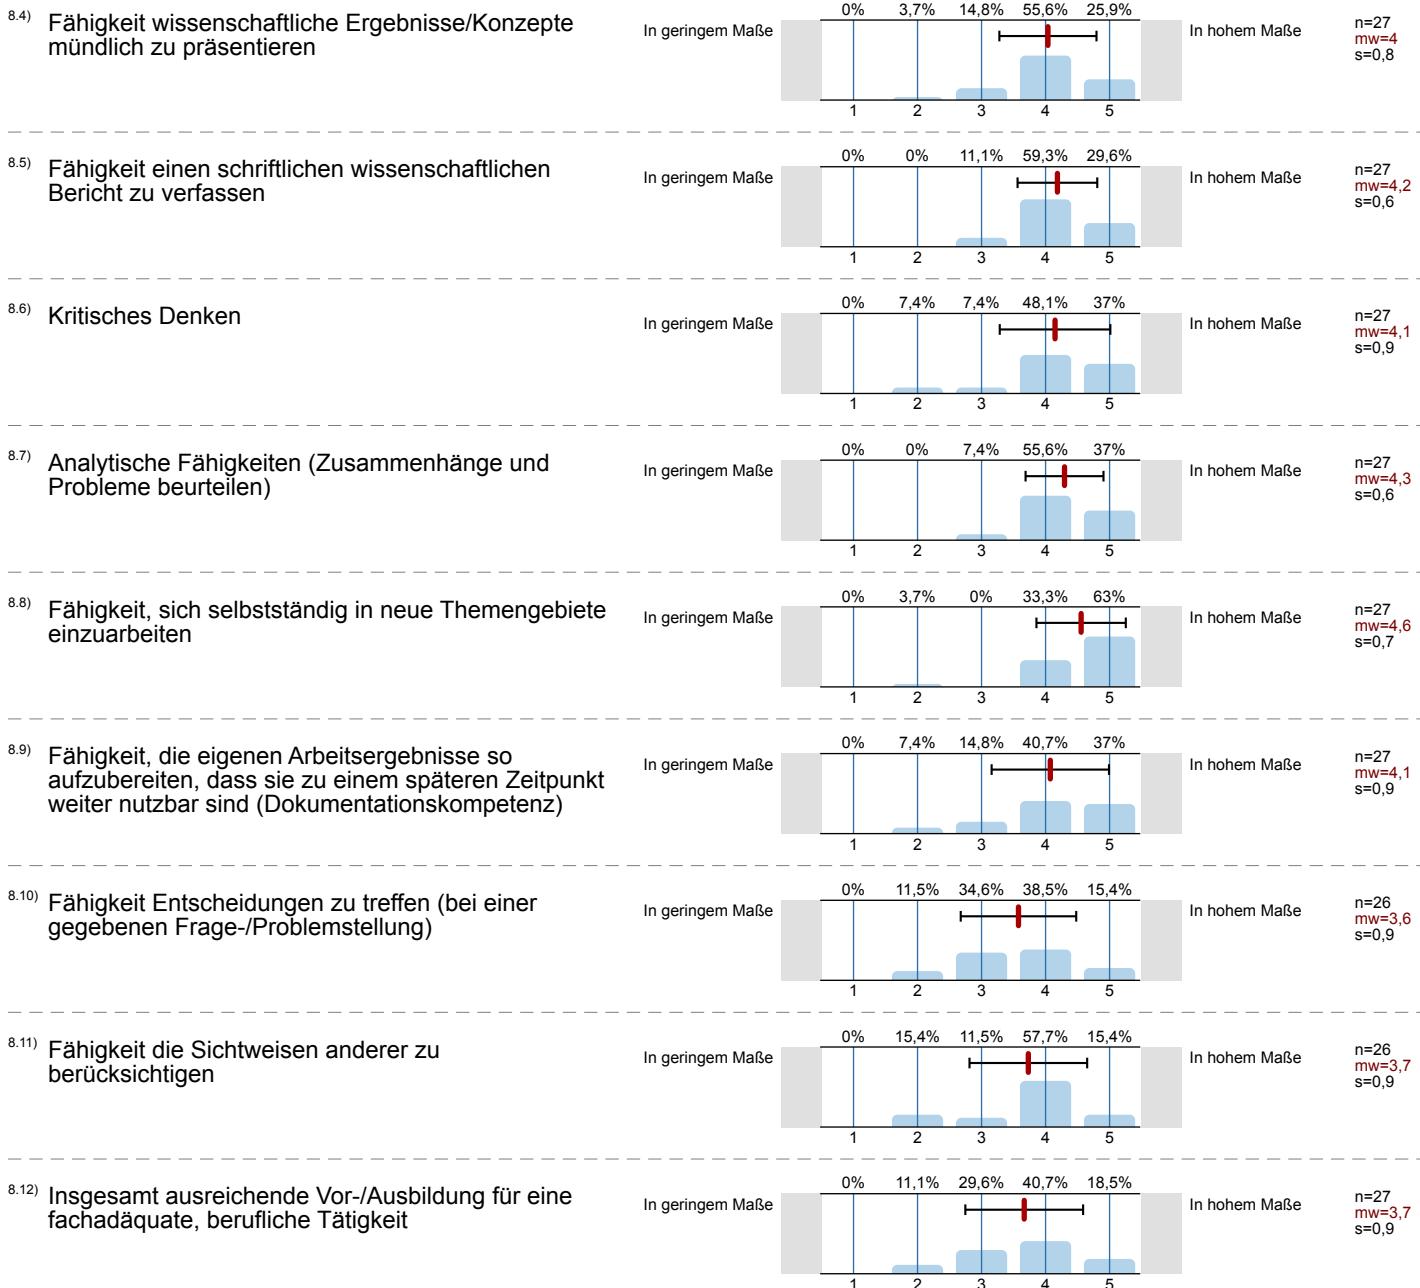 0% 3,7% 14,8% 55,6% 25,9%
8.4) Fähigkeit wissenschaftliche Ergebnisse/Konzepte
mündlich zu präsentieren
In geringem Maße In hohem Maße
n=27
mw=4
s=0,8
1 2 3 4 5
0% 0% 11,1% 59,3% 29,6%
8.5) Fähigkeit einen schriftlichen wissenschaftlichen
Bericht zu verfassen
In geringem Maße In hohem Maße
n=27
mw=4,2
s=0,6
1 2 3 4 5
0% 7,4% 7,4% 48,1% 37%
8.6) Kritisches Denken
In geringem Maße In hohem Maße
n=27
mw=4,1
s=0,9
1 2 3 4 5
0% 0% 7,4% 55,6% 37%
8.7) Analytische Fähigkeiten (Zusammenhänge und
Probleme beurteilen)
In geringem Maße In hohem Maße
n=27
mw=4,3
s=0,6
1 2 3 4 5
0% 3,7% 0% 33,3% 63%
8.8) Fähigkeit, sich selbstständig in neue Themengebiete
einzuarbeiten
In geringem Maße In hohem Maße
n=27
mw=4,6
s=0,7
1 2 3 4 5
0% 7,4% 14,8% 40,7% 37%
8.9) Fähigkeit, die eigenen Arbeitsergebnisse so
aufzubereiten, dass sie zu einem späteren Zeitpunkt
weiter nutzbar sind (Dokumentationskompetenz)
In geringem Maße In hohem Maße
n=27
mw=4,1
s=0,9
1 2 3 4 5
0% 11,5% 34,6% 38,5% 15,4%
8.10) Fähigkeit Entscheidungen zu treffen (bei einer
gegebenen Frage-/Problemstellung)
In geringem Maße In hohem Maße
n=26
mw=3,6
s=0,9
1 2 3 4 5
0% 15,4% 11,5% 57,7% 15,4%
8.11) Fähigkeit die Sichtweisen anderer zu
berücksichtigen
In geringem Maße In hohem Maße
n=26
mw=3,7
s=0,9
1 2 3 4 5
0% 11,1% 29,6% 40,7% 18,5%
8.12) Insgesamt ausreichende Vor-/Ausbildung für eine
fachadäquate, berufliche Tätigkeit
In geringem Maße In hohem Maße
n=27
mw=3,7
s=0,9
1 2 3 4 5